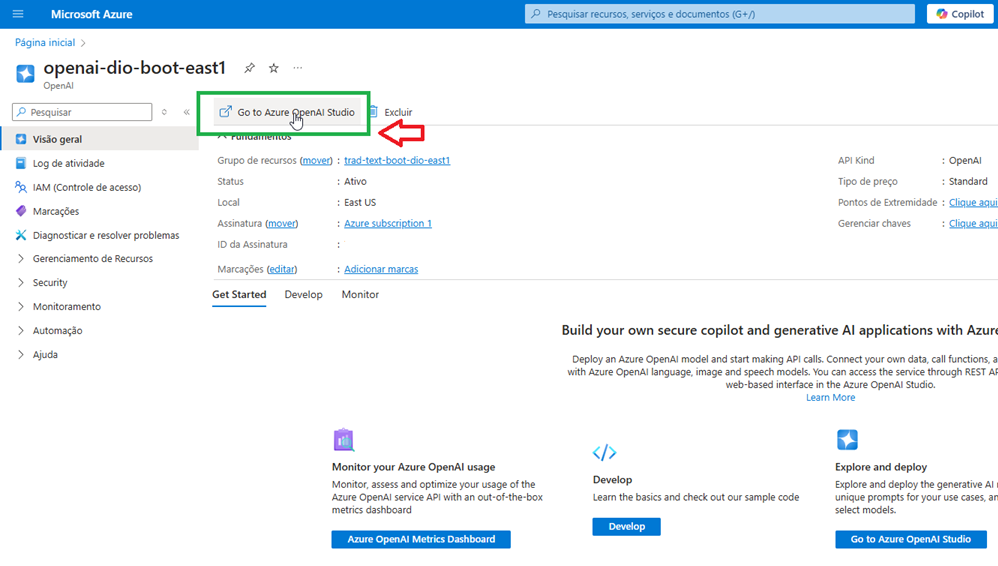 Microsoft Azure
Pesquisar recursos, serviços e documentos (G+/)
Copilot
Página inicial
openai-dio-boot-east1
OpenAI
Pesquisar
Go to Azure OpenAI Studio
Excluir
Visão geral
Log de atividade
IAM (Controle de acesso)
Marcações
Diagnosticar e resolver problemas
Gerenciamento de Recursos
Security
Monitoramento
Automação
Ajuda
Fundamentos
Grupo de recursos (mover) : trad-text-boot-dio-east1
Status : Ativo
Local : East US
Assinatura (mover) : Azure subscription 1
ID da Assinatura :
Marcações (editar) : Adicionar marcas
API Kind : OpenAI
Tipo de preço : Standard
Pontos de Extremidade : Clique aqui
Gerenciar chaves : Clique aqui
Get Started Develop Monitor
Build your own secure copilot and generative AI applications with Azure
Deploy an Azure OpenAI model and start making API calls. Connect your own data, call functions, a
with Azure OpenAI language, image and speech models. You can access the service through REST AP
web-based interface in the Azure OpenAI Studio.
Learn More
Monitor your Azure OpenAI usage
Monitor, assess and optimize your usage of the
Azure OpenAI service API with an out-of-the-box
metrics dashboard
Azure OpenAI Metrics Dashboard
Develop
Learn the basics and check out our sample code
Develop
Explore and deploy
Explore and deploy the generative AI
unique prompts for your use cases, an
select models.
Go to Azure OpenAI Studio